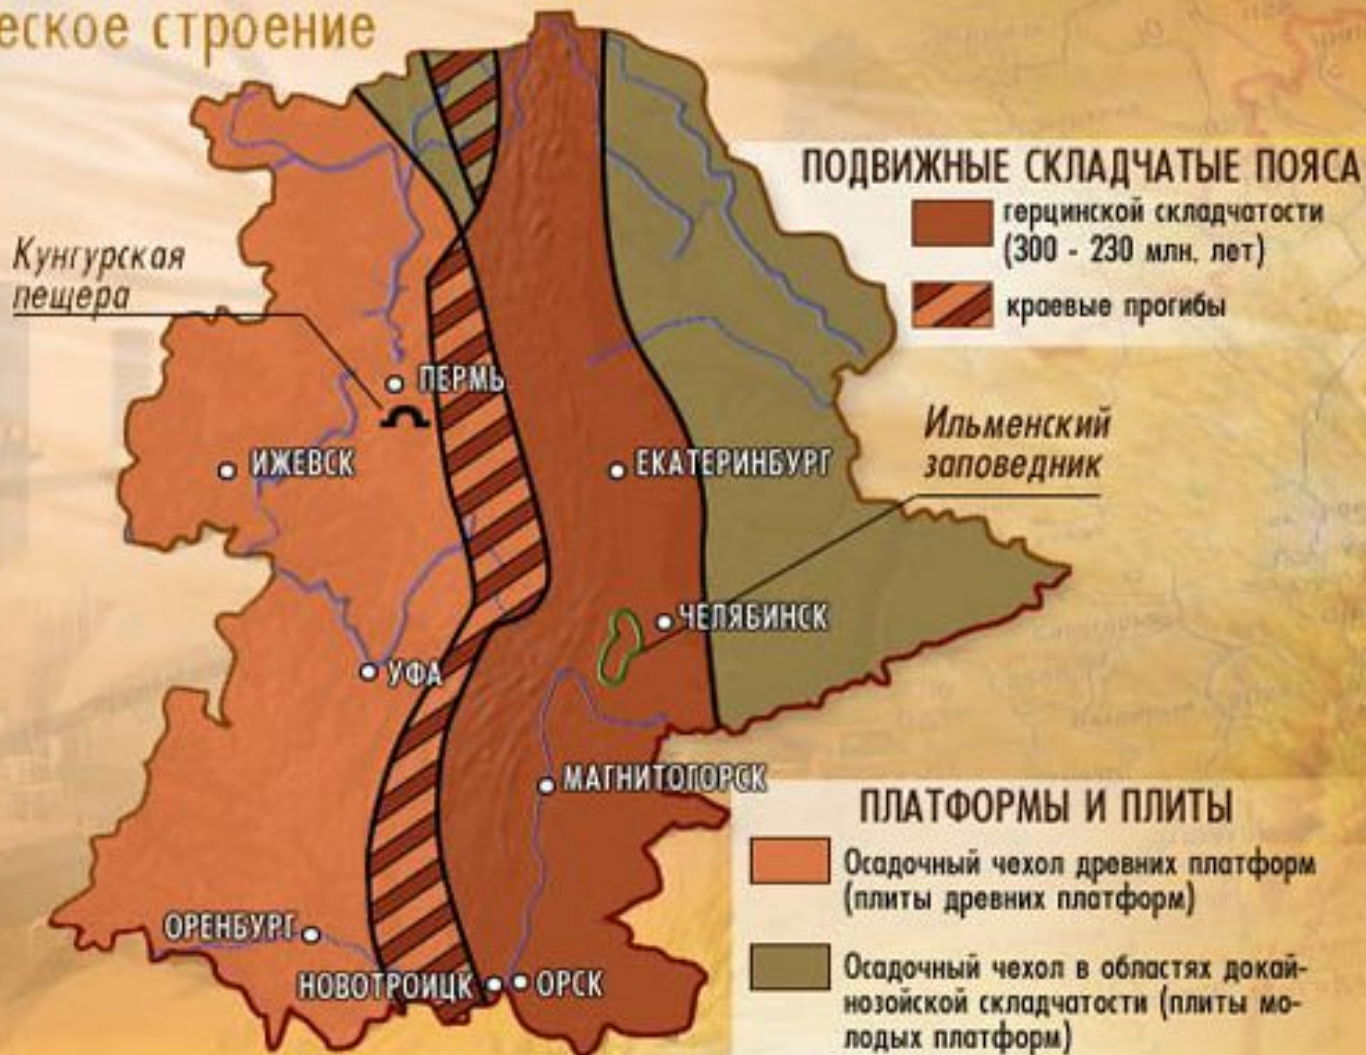 еское строение
ПОДВИЖНЫЕ СКЛАДЧАТЫЕ ПОЯСА
герцинской складчатости
(300 - 230 млн. лет)
краевые прогибы
Кунгурская
пещера
ПЕРМЬ
ИЖЕВСК
ЕКАТЕРИНБУРГ
Ильменский
заповедник
ЧЕЛЯБИНСК
УФА
МАГНИТОГОРСК
ОРЕНБУРГ
НОВОТРОИЦК
ОРСК
ПЛАТФОРМЫ И ПЛИТЫ
Осадочный чехол древних платформ
(плиты древних платформ)
Осадочный чехол в областях докай-
нозойской складчатости (плиты мо-
лодых платформ)